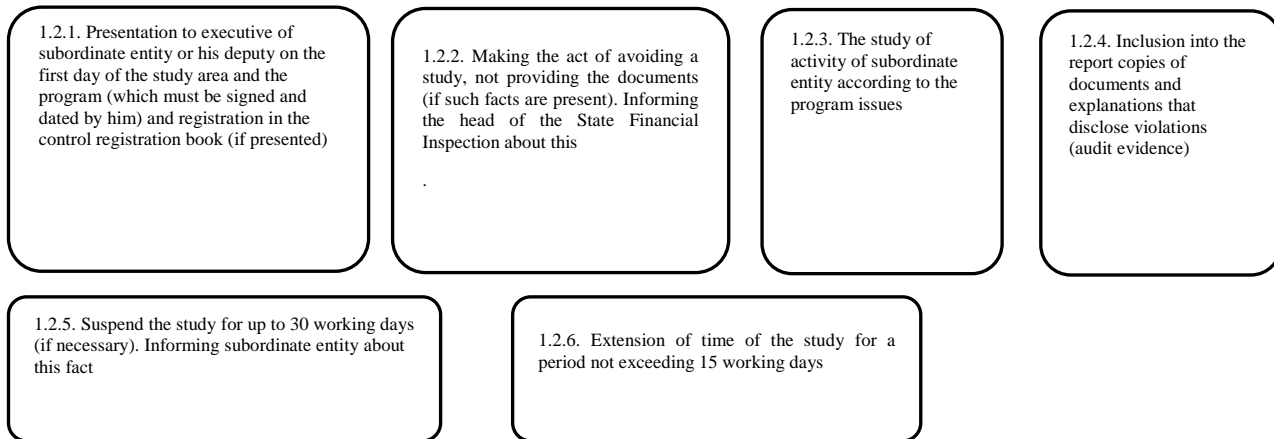 1.2.1. Presentation to executive of
subordinate entity or his deputy on the
first day of the study area and the
program (which must be signed and
dated by him) and registration in the
control registration book (if presented)
1.2.2. Making the act of avoiding a
study, not providing the documents
(if such facts are present). Informing
the head of the State Financial
Inspection about this
.
1.2.3. The study of
activity of subordinate
entity according to the
program issues
1.2.4. Inclusion into the
report copies of
documents and
explanations that
disclose violations
(audit evidence)
1.2.5. Suspend the study for up to 30 working days
(if necessary). Informing subordinate entity about
this fact
1.2.6. Extension of time of the study for a
period not exceeding 15 working days